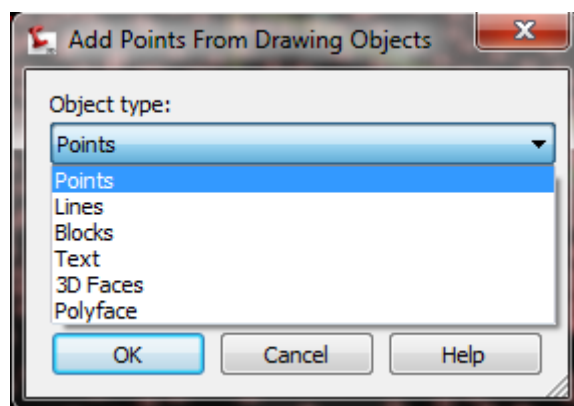 Add Points From Drawing Objects
Object type:
Points
Points
Lines
Blocks
Text
3D Faces
Polyface
OK Cancel Help